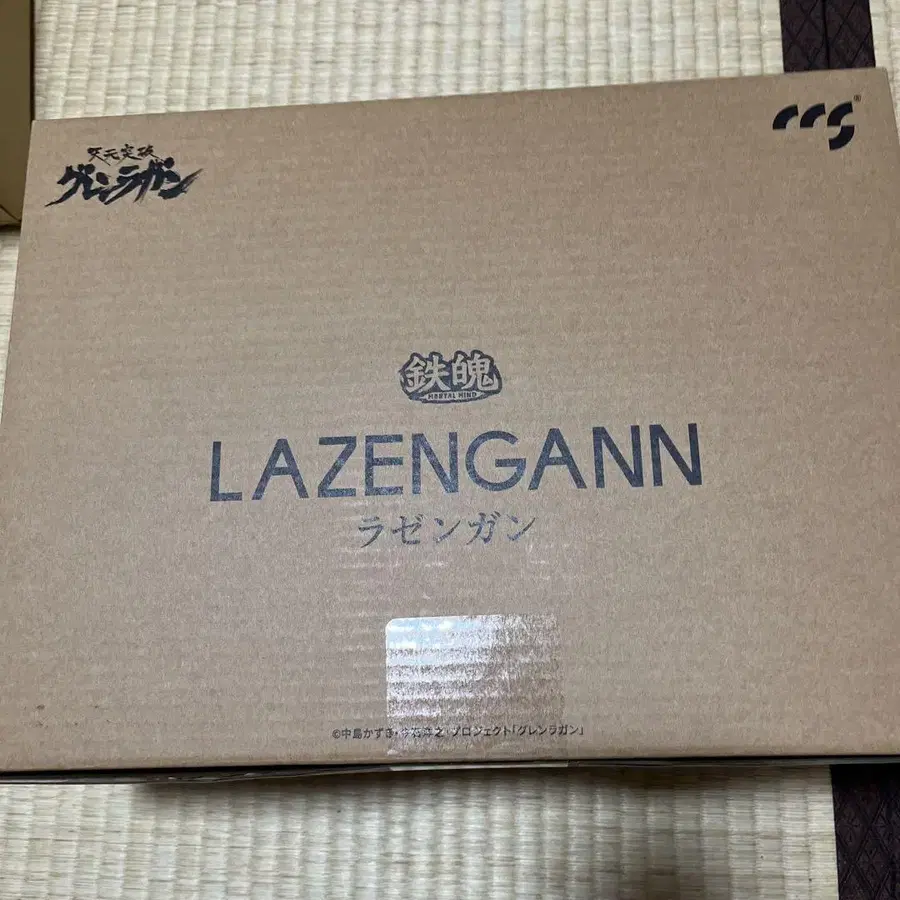 天元突破
グレンラガン
CCS®
鉄魄
MORTAL MIND
LAZENGANN
ラゼンガン
©中島かずき・今石洋之・プロジェクト「グレンラガン」